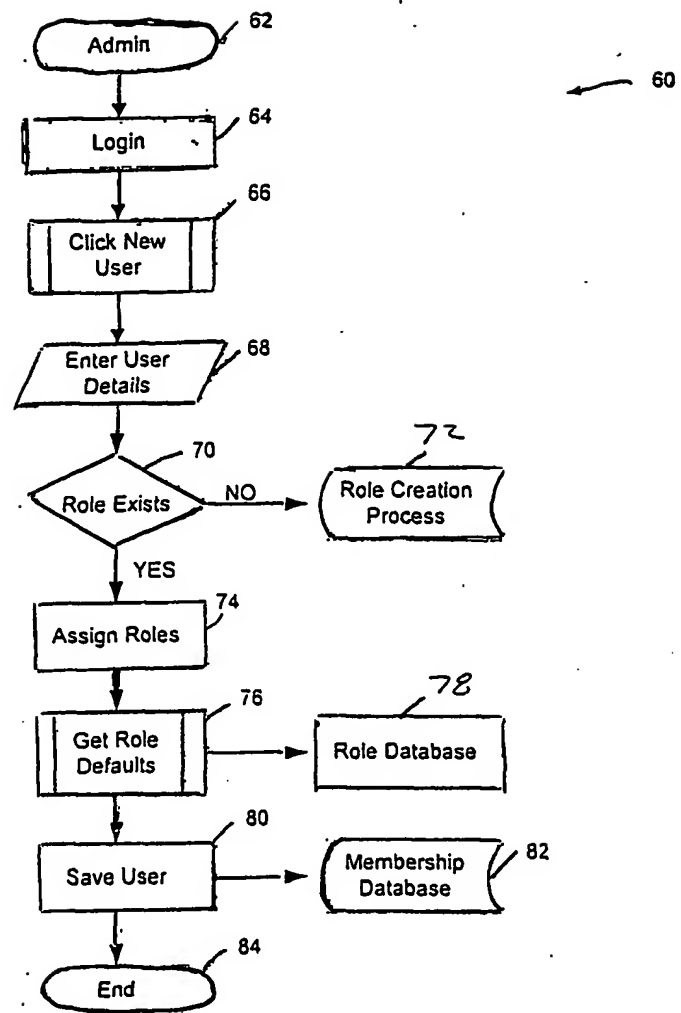 62
Admin
60
64
Login
66
Click New
User
68
Enter User
Details
70
72
Role Exists
NO
Role Creation
Process
YES
74
Assign Roles
76
78
Get Role
Defaults
Role Database
80
Save User
Membership
Database
82
84
End